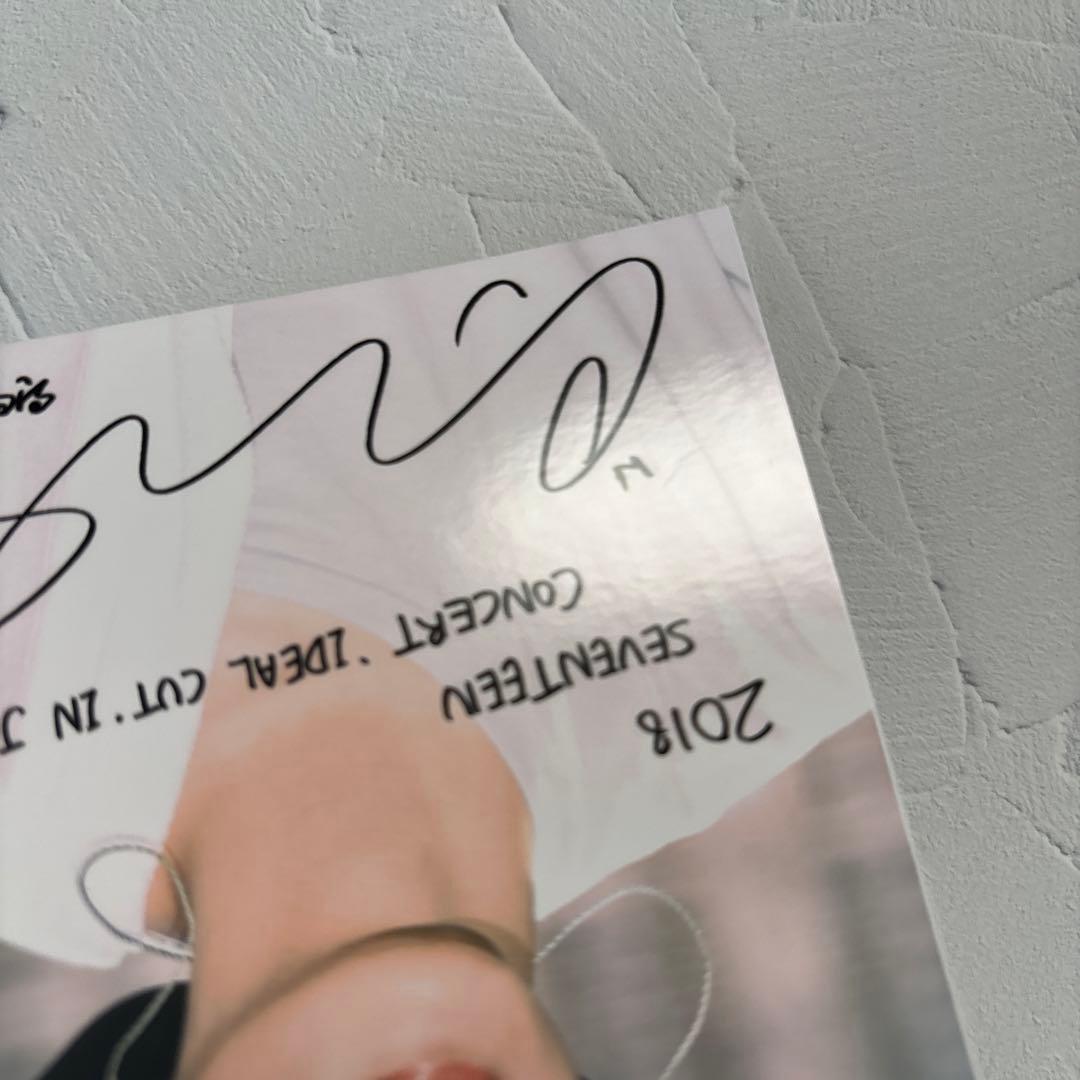 2018
SEVENTEEN
CONCERT 'IDEAL CUT' IN J